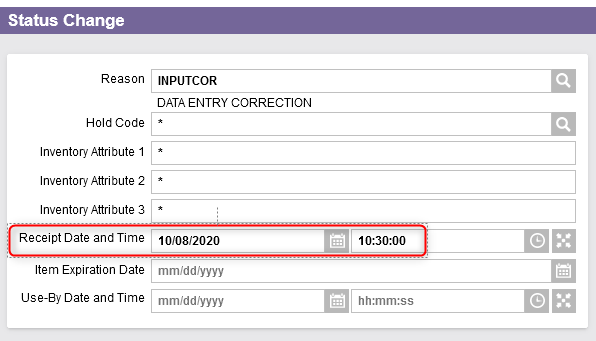 Status Change
Reason INPUTCOR
DATA ENTRY CORRECTION
Hold Code *
Inventory Attribute 1 *
Inventory Attribute 2 *
Inventory Attribute 3 *
Receipt Date and Time 10/08/2020 10:30:00
Item Expiration Date mm/dd/yyyy
Use-By Date and Time mm/dd/yyyy hh:mm:ss